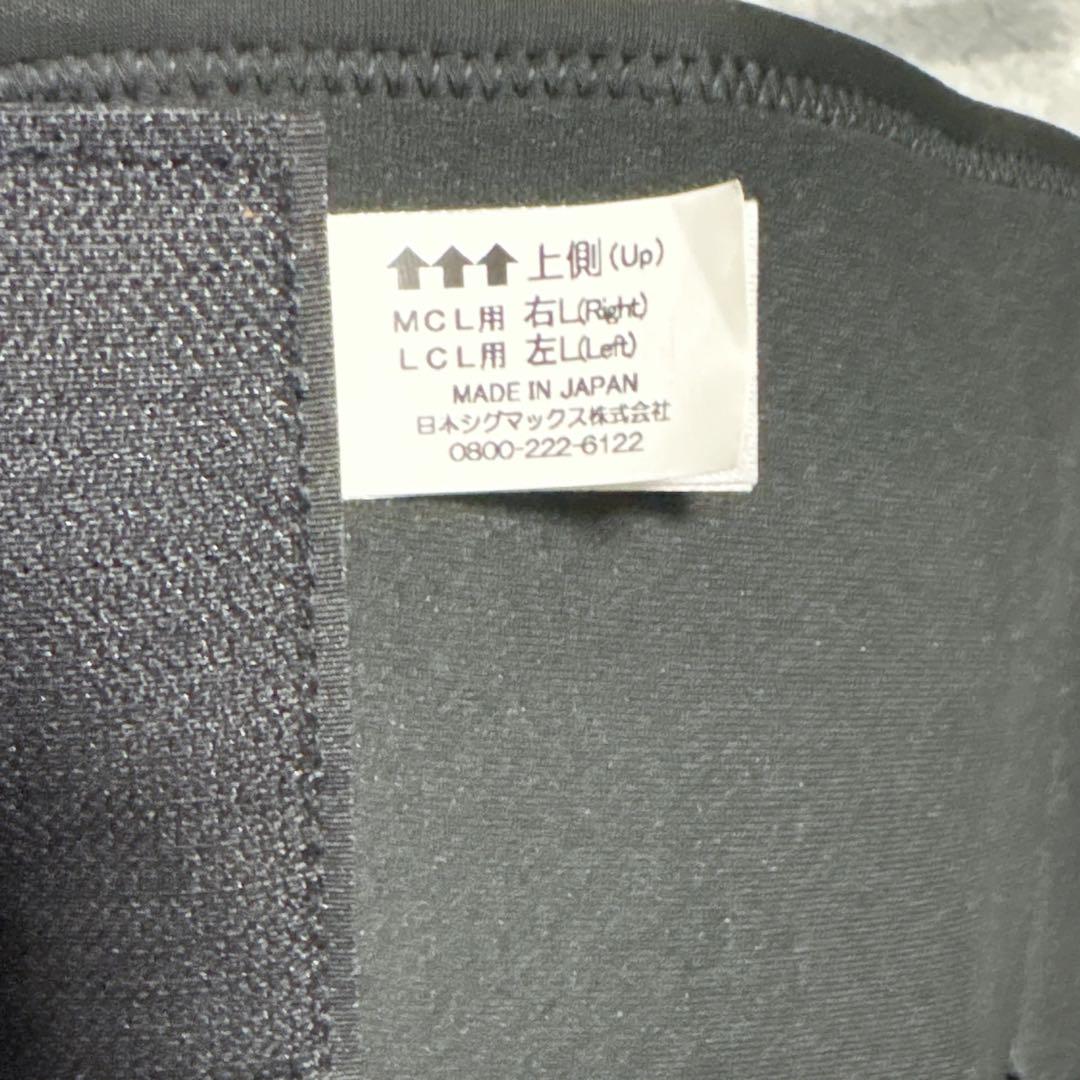 ↑↑↑ 上側(Up)
MCL用 右L(Right)
LCL用 左L(Left)
MADE IN JAPAN
日本シグマックス株式会社
0800-222-6122